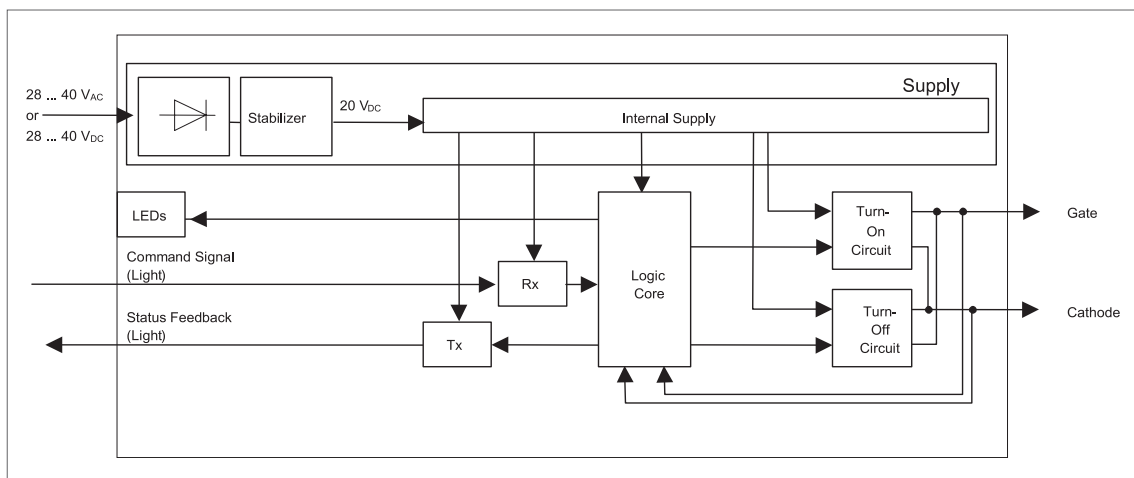 Supply
28 ... 40 VAC
or
28 ... 40 VDC
Stabilizer
20 VDC
Internal Supply
LEDs
Command Signal
(Light)
Rx
Status Feedback
(Light)
Tx
Logic
Core
Turn-
On
Circuit
Gate
Turn-
Off
Circuit
Cathode